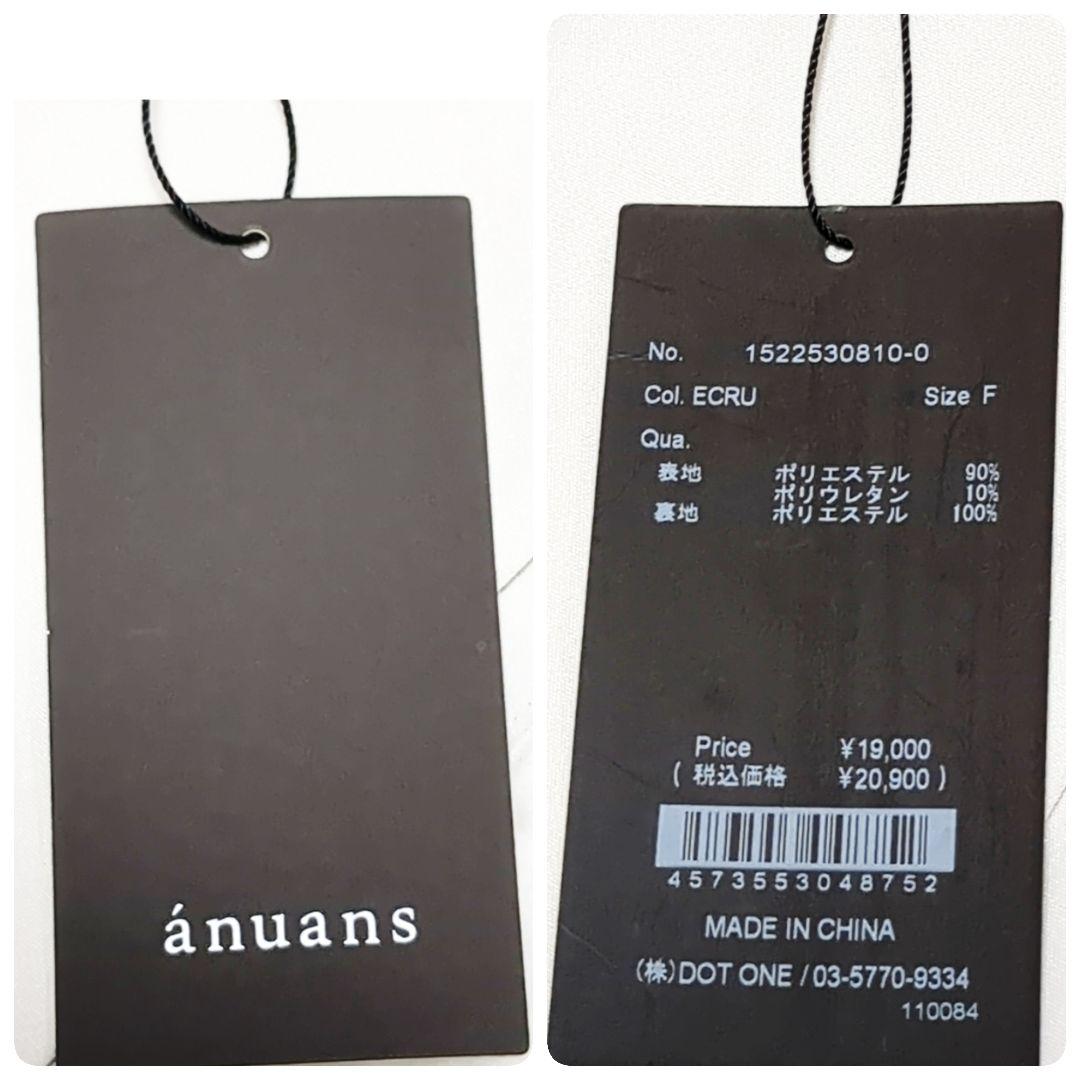 ánuans
No. 1522530810-0
Col. ECRU Size F
Qua.
表地 ポリエステル 90%
ポリウレタン 10%
裏地 ポリエステル 100%
Price ¥19,000
( 税込価格 ¥20,900 )
4573553048752
MADE IN CHINA
(株)DOT ONE / 03-5770-9334
110084